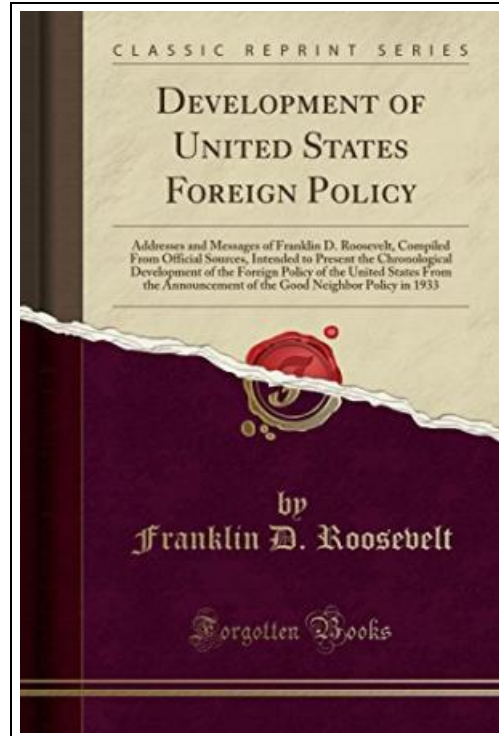 CLASSIC REPRINT SERIES
DEVELOPMENT OF
UNITED STATES
FOREIGN POLICY
Addresses and Messages of Franklin D. Roosevelt, Compiled
From Official Sources, Intended to Present the Chronological
Development of the Foreign Policy of the United States From
the Announcement of the Good Neighbor Policy in 1933
by
Franklin D. Roosevelt
Forgotten Books